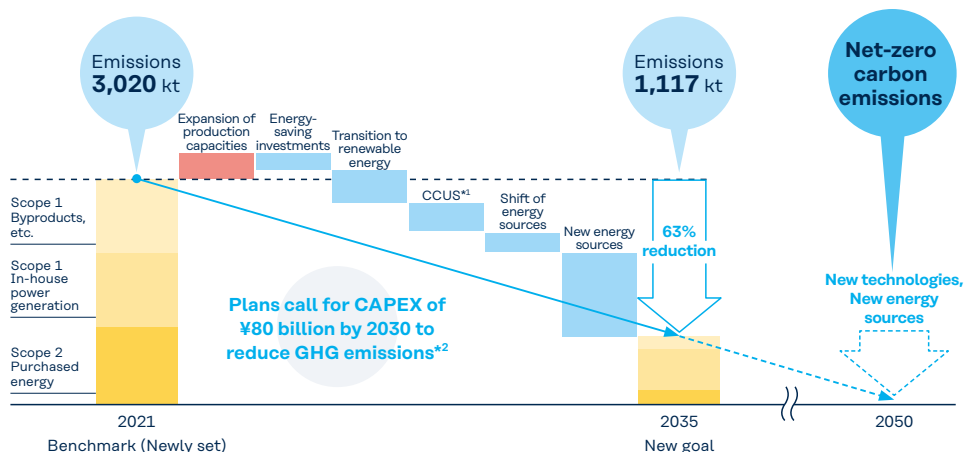 Emissions
3,020 kt
Emissions
1,117 kt
Net-zero
carbon
emissions
Expansion of
production
capacities
Energy-
saving
investments
Transition to
renewable
energy
CCUS*1
Shift of
energy
sources
New energy
sources
63%
reduction
Scope 1
Byproducts,
etc.
Scope 1
In-house
power
generation
Scope 2
Purchased
energy
Plans call for CAPEX of
¥80 billion by 2030 to
reduce GHG emissions*2
New technologies,
New energy
sources
2021
Benchmark (Newly set)
2035
New goal
2050